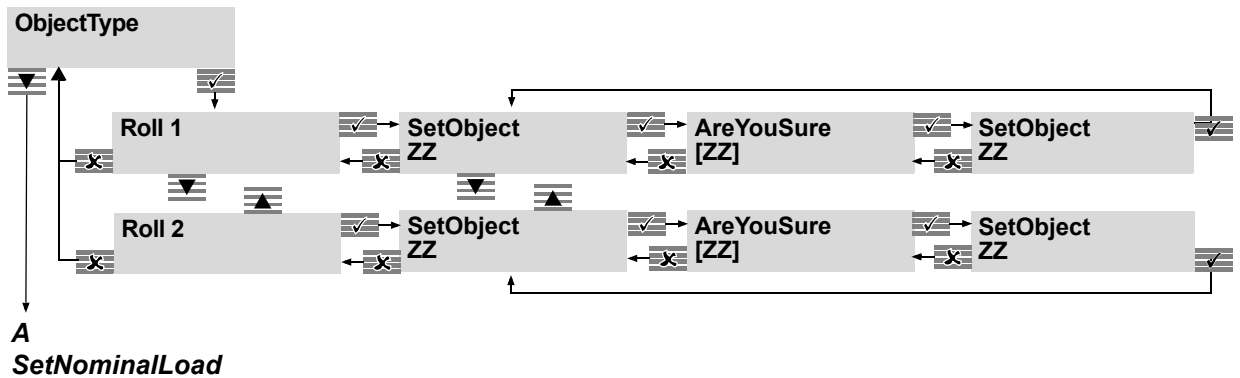 ObjectType
Roll 1
SetObject
ZZ
AreYouSure
[ZZ]
SetObject
ZZ
Roll 2
SetObject
ZZ
AreYouSure
[ZZ]
SetObject
ZZ
A
SetNominalLoad